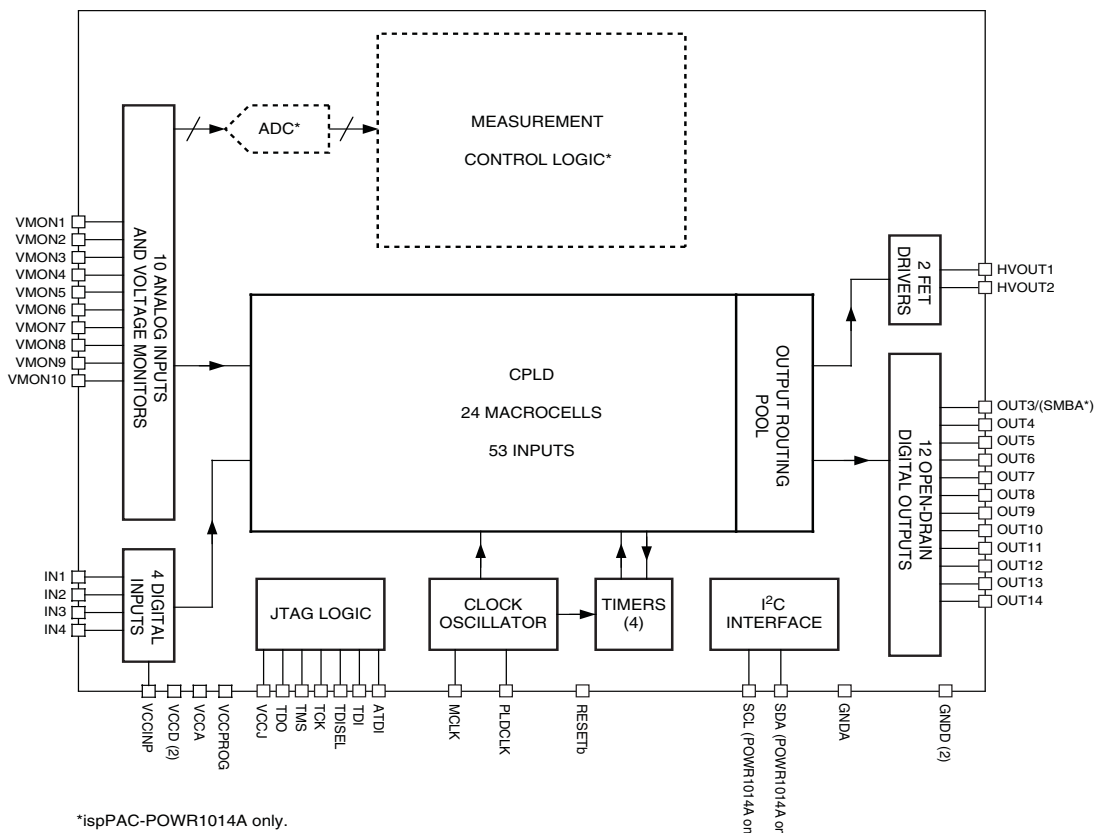 ADC*
MEASUREMENT
CONTROL LOGIC*
VMON1
VMON2
VMON3
VMON4
VMON5
VMON6
VMON7
VMON8
VMON9
VMON10
10 ANALOG INPUTS
AND VOLTAGE MONITORS
CPLD
24 MACROCELLS
53 INPUTS
OUTPUT ROUTING
POOL
2 FET
DRIVERS
HVOUT1
HVOUT2
12 OPEN-DRAIN
DIGITAL OUTPUTS
OUT3/(SMBA*)
OUT4
OUT5
OUT6
OUT7
OUT8
OUT9
OUT10
OUT11
OUT12
OUT13
OUT14
IN1
IN2
IN3
IN4
4 DIGITAL
INPUTS
JTAG LOGIC
CLOCK
OSCILLATOR
TIMERS
(4)
I²C
INTERFACE
VCCINP
VCCD (2)
VCCA
VCCPROG
VCCJ
TDO
TMS
TCK
TDISEL
TDI
ATDI
MCLK
PLDCLK
RESETb
SCL (POWR1014A on
SDA (POWR1014A or
GNDA
GNDD (2)
*ispPAC-POWR1014A only.